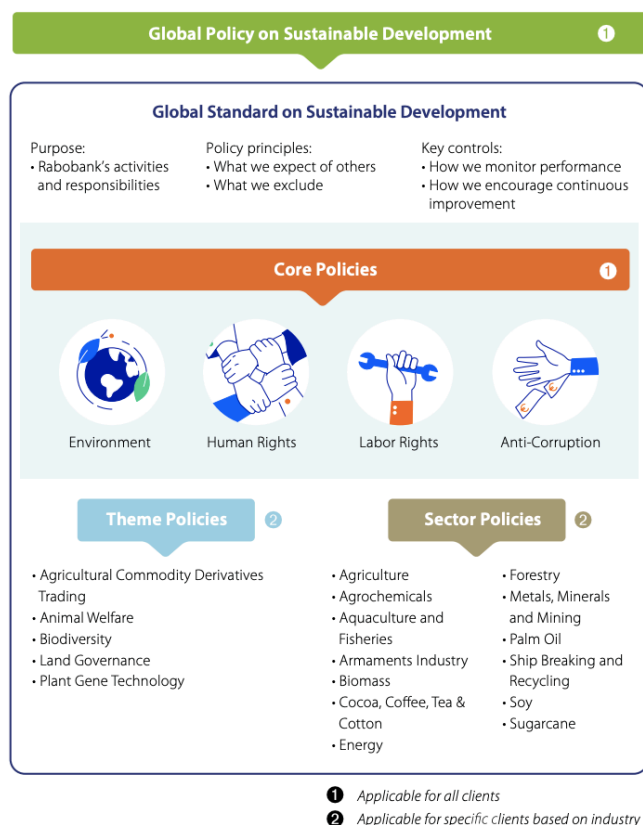 Global Policy on Sustainable Development 1
Global Standard on Sustainable Development
Purpose:
• Rabobank's activities
and responsibilities
Policy principles:
• What we expect of others
• What we exclude
Key controls:
• How we monitor performance
• How we encourage continuous
improvement
Core Policies 1
Environment
Human Rights
Labor Rights
Anti-Corruption
Theme Policies 2
• Agricultural Commodity Derivatives
Trading
• Animal Welfare
• Biodiversity
• Land Governance
• Plant Gene Technology
Sector Policies 2
• Agriculture
• Agrochemicals
• Aquaculture and
Fisheries
• Armaments Industry
• Biomass
• Cocoa, Coffee, Tea &
Cotton
• Energy
• Forestry
• Metals, Minerals
and Mining
• Palm Oil
• Ship Breaking and
Recycling
• Soy
• Sugarcane
1 Applicable for all clients
2 Applicable for specific clients based on industry